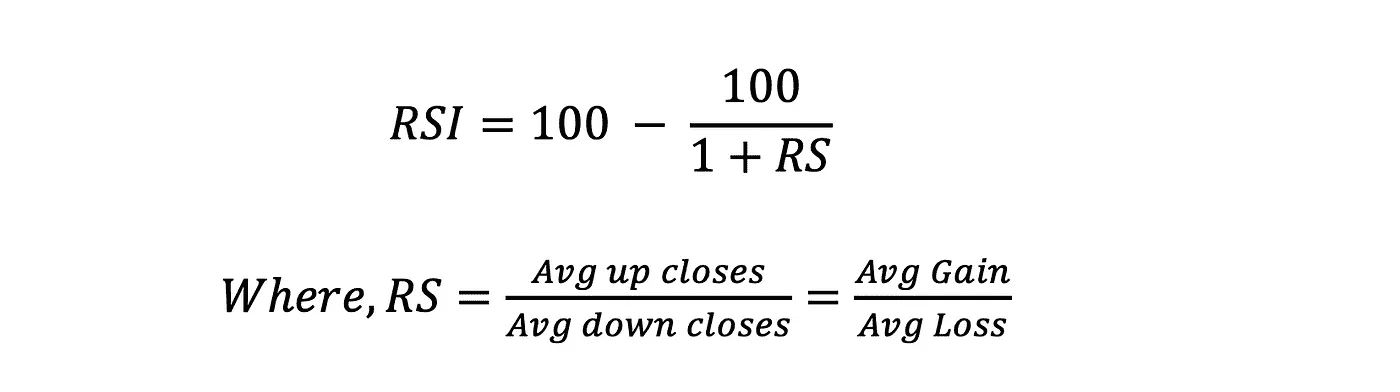 RSI = 100 − 100 / 1 + RS
Where, RS = Avg up closes / Avg down closes = Avg Gain / Avg Loss